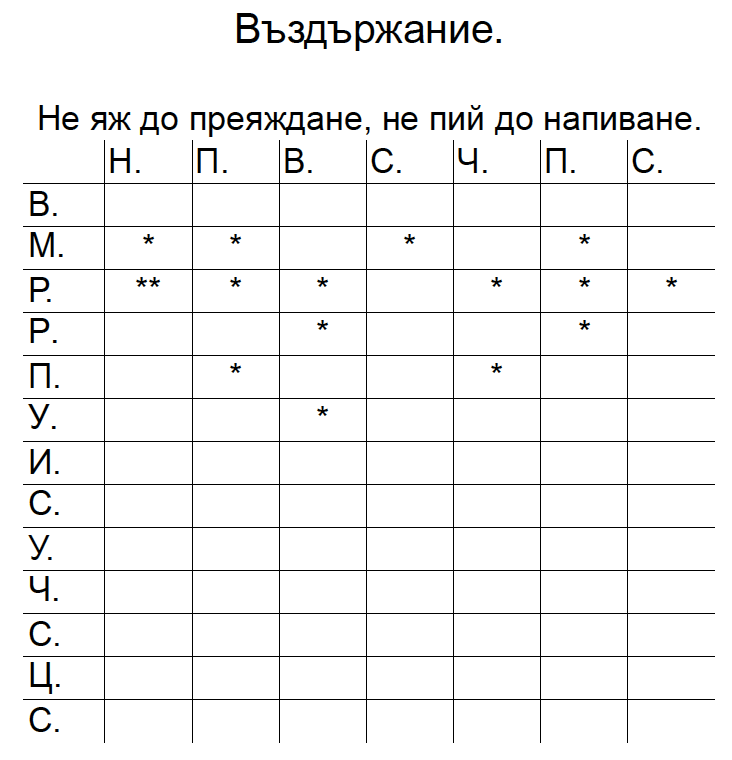 Въздържание.
Не яж до преяждане, не пий до напиване.
Н. П. В. С. Ч. П. С.
В.
М. * * * *
Р. ** * * * * *
Р. * *
П. * *
У. *
И.
С.
У.
Ч.
С.
Ц.
С.